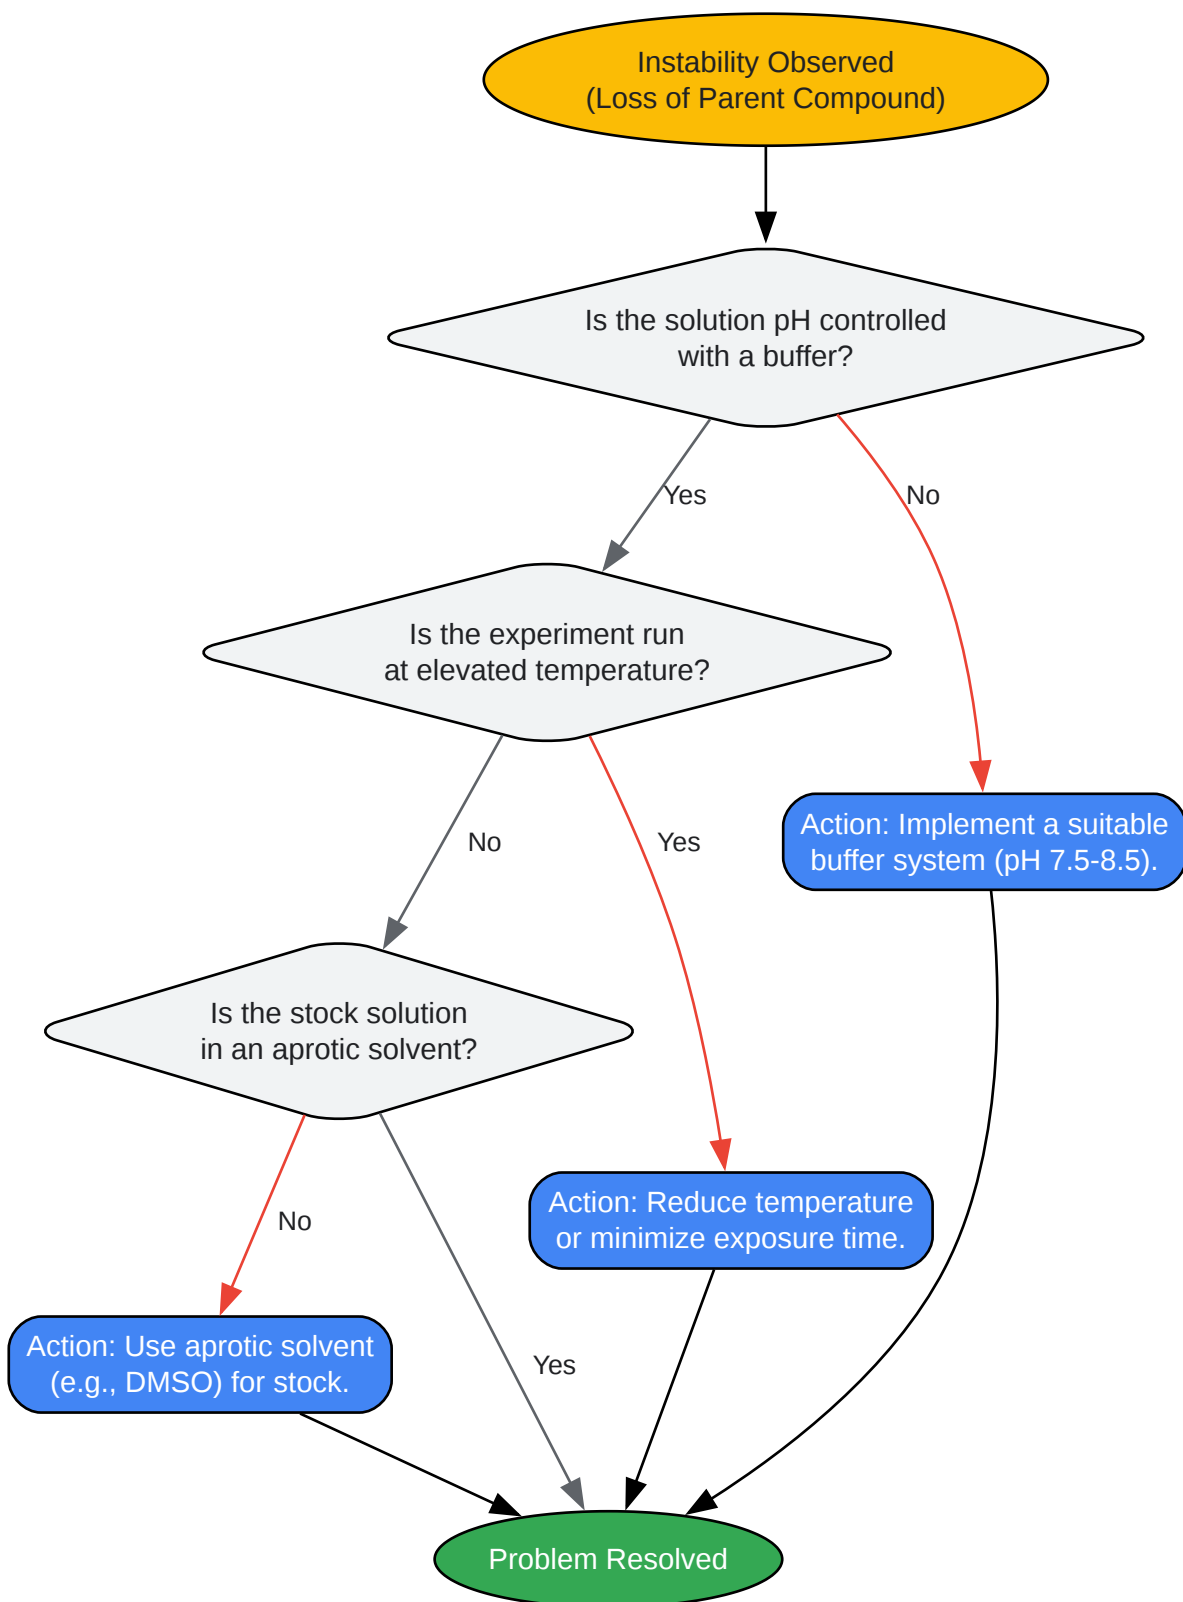 Instability Observed
(Loss of Parent Compound)
Is the solution pH controlled
with a buffer?
Yes
No
Is the experiment run
at elevated temperature?
Action: Implement a suitable
buffer system (pH 7.5-8.5).
No
Yes
Is the stock solution
in an aprotic solvent?
Action: Reduce temperature
or minimize exposure time.
No
Yes
Action: Use aprotic solvent
(e.g., DMSO) for stock.
Problem Resolved